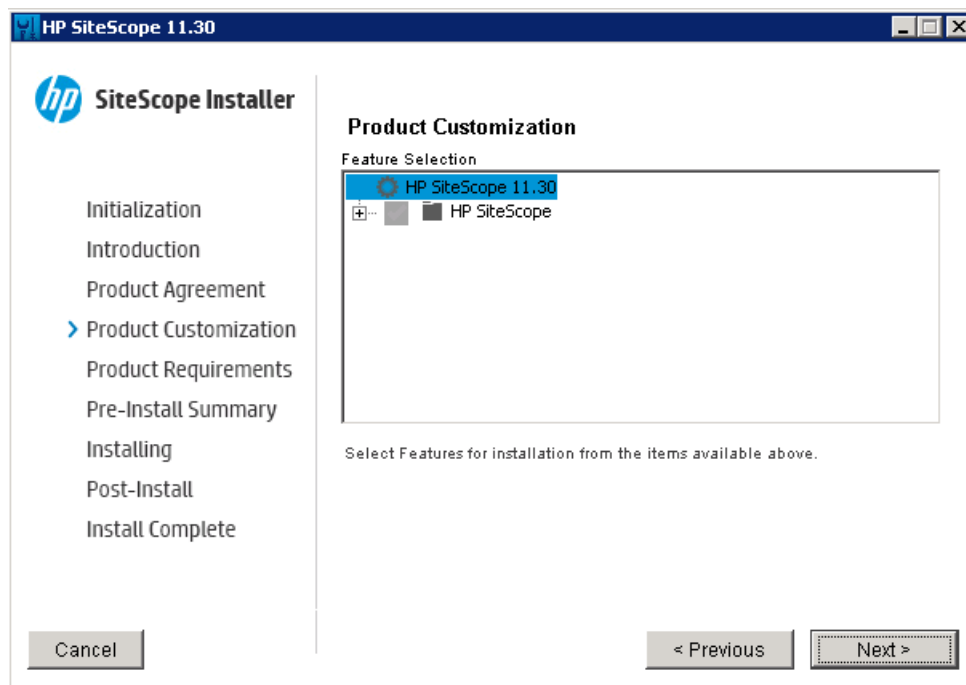 HP SiteScope 11.30
hp SiteScope Installer
Product Customization
Feature Selection
HP SiteScope 11.30
HP SiteScope
Initialization
Introduction
Product Agreement
Product Customization
Product Requirements
Pre-Install Summary
Installing
Post-Install
Install Complete
Select Features for installation from the items available above.
Cancel
< Previous
Next >